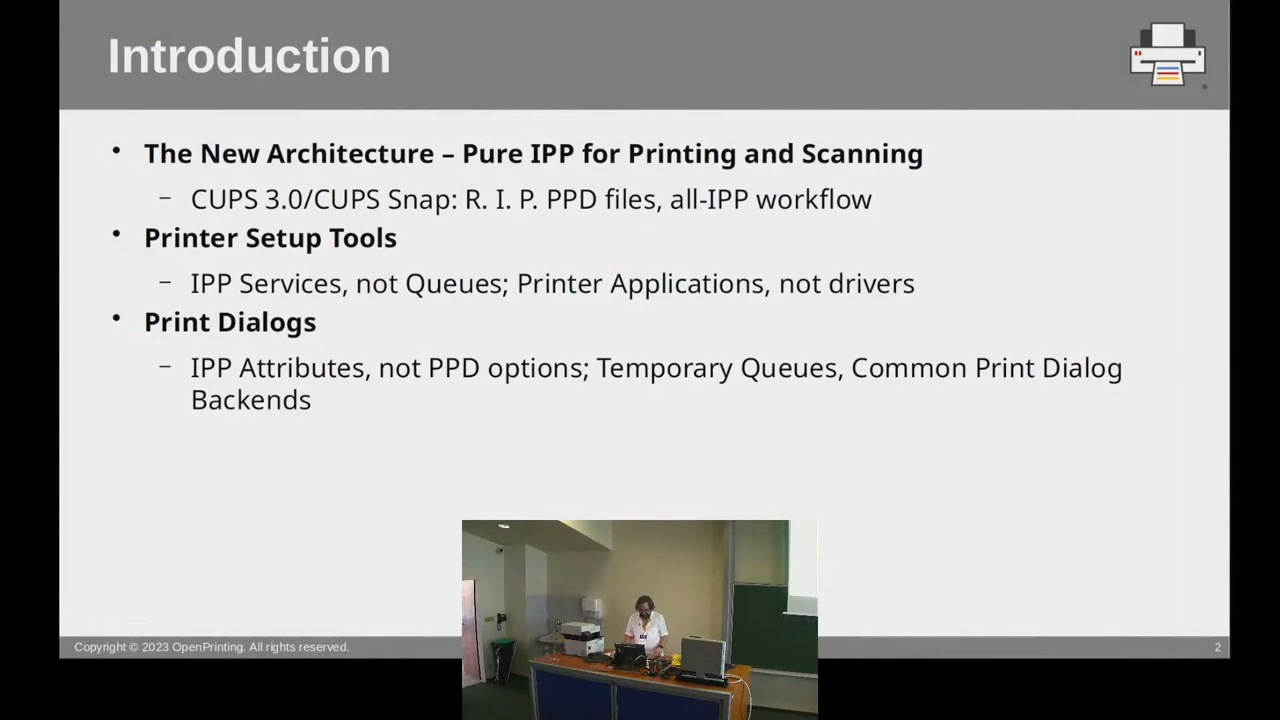 Introduction
• The New Architecture – Pure IPP for Printing and Scanning
– CUPS 3.0/CUPS Snap: R. I. P. PPD files, all-IPP workflow
• Printer Setup Tools
– IPP Services, not Queues; Printer Applications, not drivers
• Print Dialogs
– IPP Attributes, not PPD options; Temporary Queues, Common Print Dialog
Backends
Copyright © 2023 OpenPrinting. All rights reserved.
2